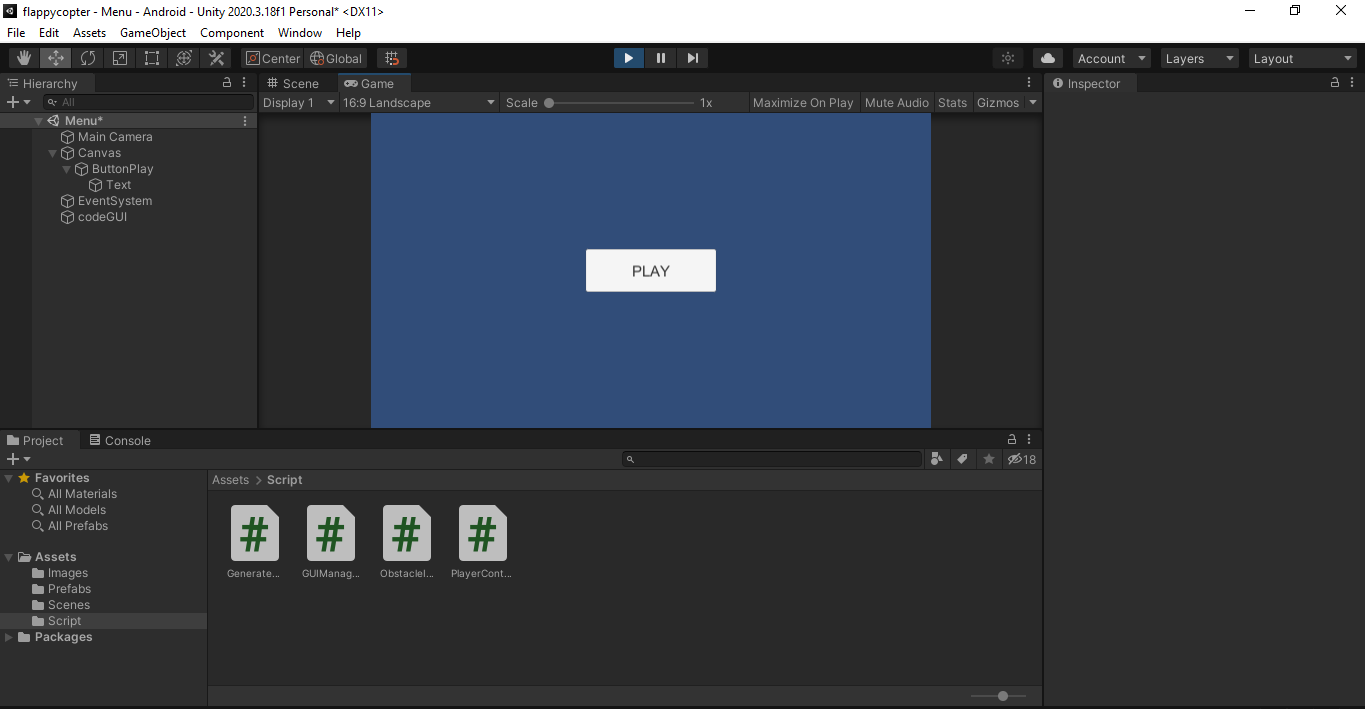 flappycopter - Menu - Android - Unity 2020.3.18f1 Personal* <DX11>
File Edit Assets GameObject Component Window Help
Center Global Account Layers Layout
Hierarchy Scene Game Inspector
All Display 1 16:9 Landscape Scale 1x Maximize On Play Mute Audio Stats Gizmos
Menu*
Main Camera
Canvas
ButtonPlay
Text
EventSystem
codeGUI
PLAY
Project Console
18
Favorites
All Materials
All Models
All Prefabs
Assets
Images
Prefabs
Scenes
Script
Packages
Assets > Script
# # # #
Generate... GUIManag... ObstacleI... PlayerCont...